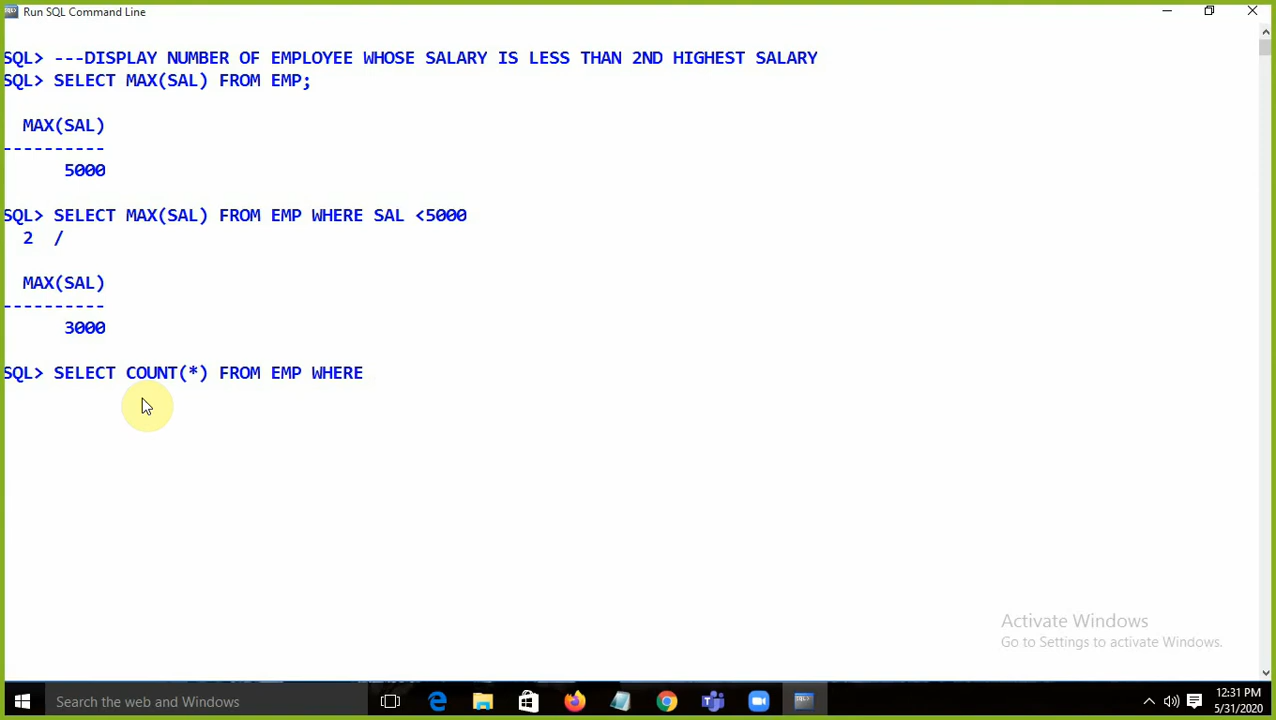 Run SQL Command Line
SQL> ---DISPLAY NUMBER OF EMPLOYEE WHOSE SALARY IS LESS THAN 2ND HIGHEST SALARY
SQL> SELECT MAX(SAL) FROM EMP;
MAX(SAL)
----------
5000
SQL> SELECT MAX(SAL) FROM EMP WHERE SAL <5000
2 /
MAX(SAL)
----------
3000
SQL> SELECT COUNT(*) FROM EMP WHERE
Activate Windows
Go to Settings to activate Windows.
Search the web and Windows
12:31 PM
5/31/2020